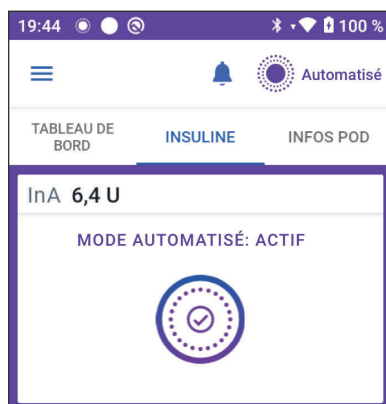 19:44 100 %
Automatisé
TABLEAU DE
BORD
INSULINE
INFOS POD
InA 6,4 U
MODE AUTOMATISÉ: ACTIF